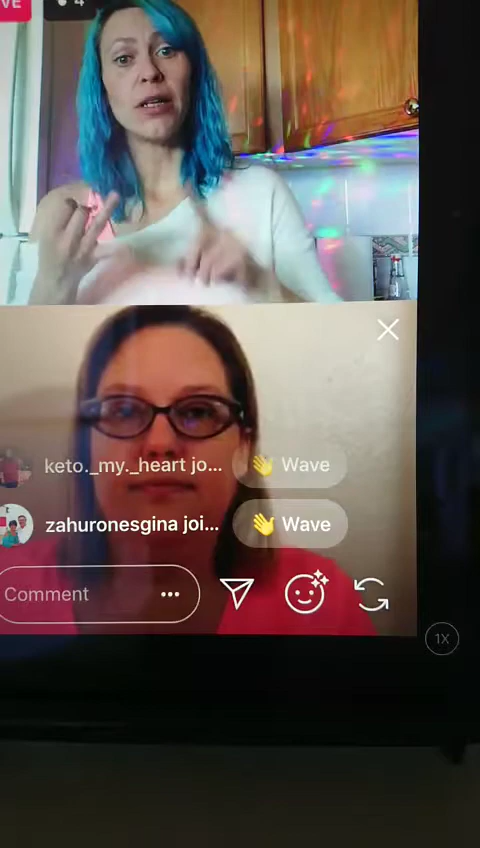 VE 4
keto._my._heart jo... Wave
zahuronesgina joi... Wave
Comment
1X